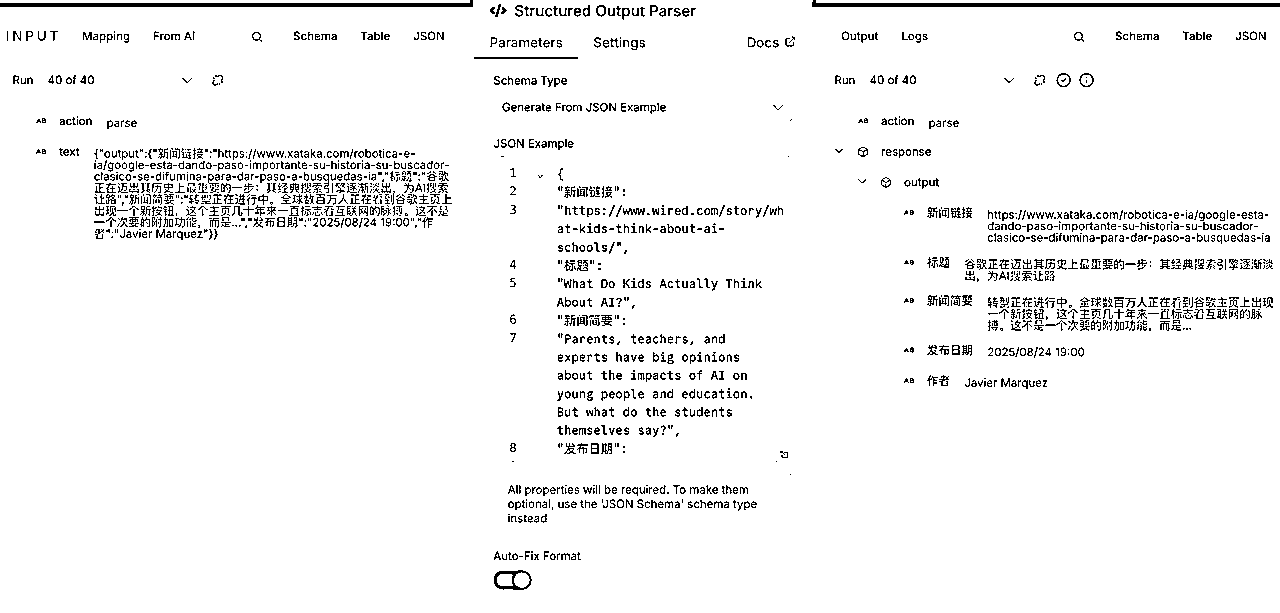 INPUT
Mapping
From AI
Schema
Table
JSON
Run 40 of 40
action parse
text {"output":{"新闻链接":"https://www.xataka.com/robotica-e-
ia/google-esta-dando-paso-importante-su-historia-su-buscador-
clasico-se-difumina-para-dar-paso-a-busquedas-ia","标题":"谷歌
正在迈出其历史上最重要的一步：其经典搜索引擎逐渐淡出，为AI搜索
让路","新闻简要":"转型正在进行中。全球数百万人正在看到谷歌主页上
出现一个新按钮，这个主页几十年来一直标志着互联网的脉搏。这不是
一个次要的附加功能，而是...","发布日期":"2025/08/24 19:00","作
者":"Javier Marquez"}}
Structured Output Parser
Parameters
Settings
Docs
Schema Type
Generate From JSON Example
JSON Example
1 {
2 "新闻链接":
3 "https://www.wired.com/story/wh
at-kids-think-about-ai-
schools/",
4 "标题":
5 "What Do Kids Actually Think
About AI?",
6 "新闻简要":
7 "Parents, teachers, and
experts have big opinions
about the impacts of AI on
young people and education.
But what do the students
themselves say?",
8 "发布日期":
All properties will be required. To make them
optional, use the 'JSON Schema' schema type
instead
Auto-Fix Format
Output
Logs
Schema
Table
JSON
Run 40 of 40
action parse
response
output
新闻链接 https://www.xataka.com/robotica-e-ia/google-esta-
dando-paso-importante-su-historia-su-buscador-
clasico-se-difumina-para-dar-paso-a-busquedas-ia
标题 谷歌正在迈出其历史上最重要的一步：其经典搜索引擎逐渐淡
出，为AI搜索让路
新闻简要 转型正在进行中。全球数百万人正在看到谷歌主页上出现
一个新按钮，这个主页几十年来一直标志着互联网的脉
搏。这不是一个次要的附加功能，而是...
发布日期 2025/08/24 19:00
作者 Javier Marquez